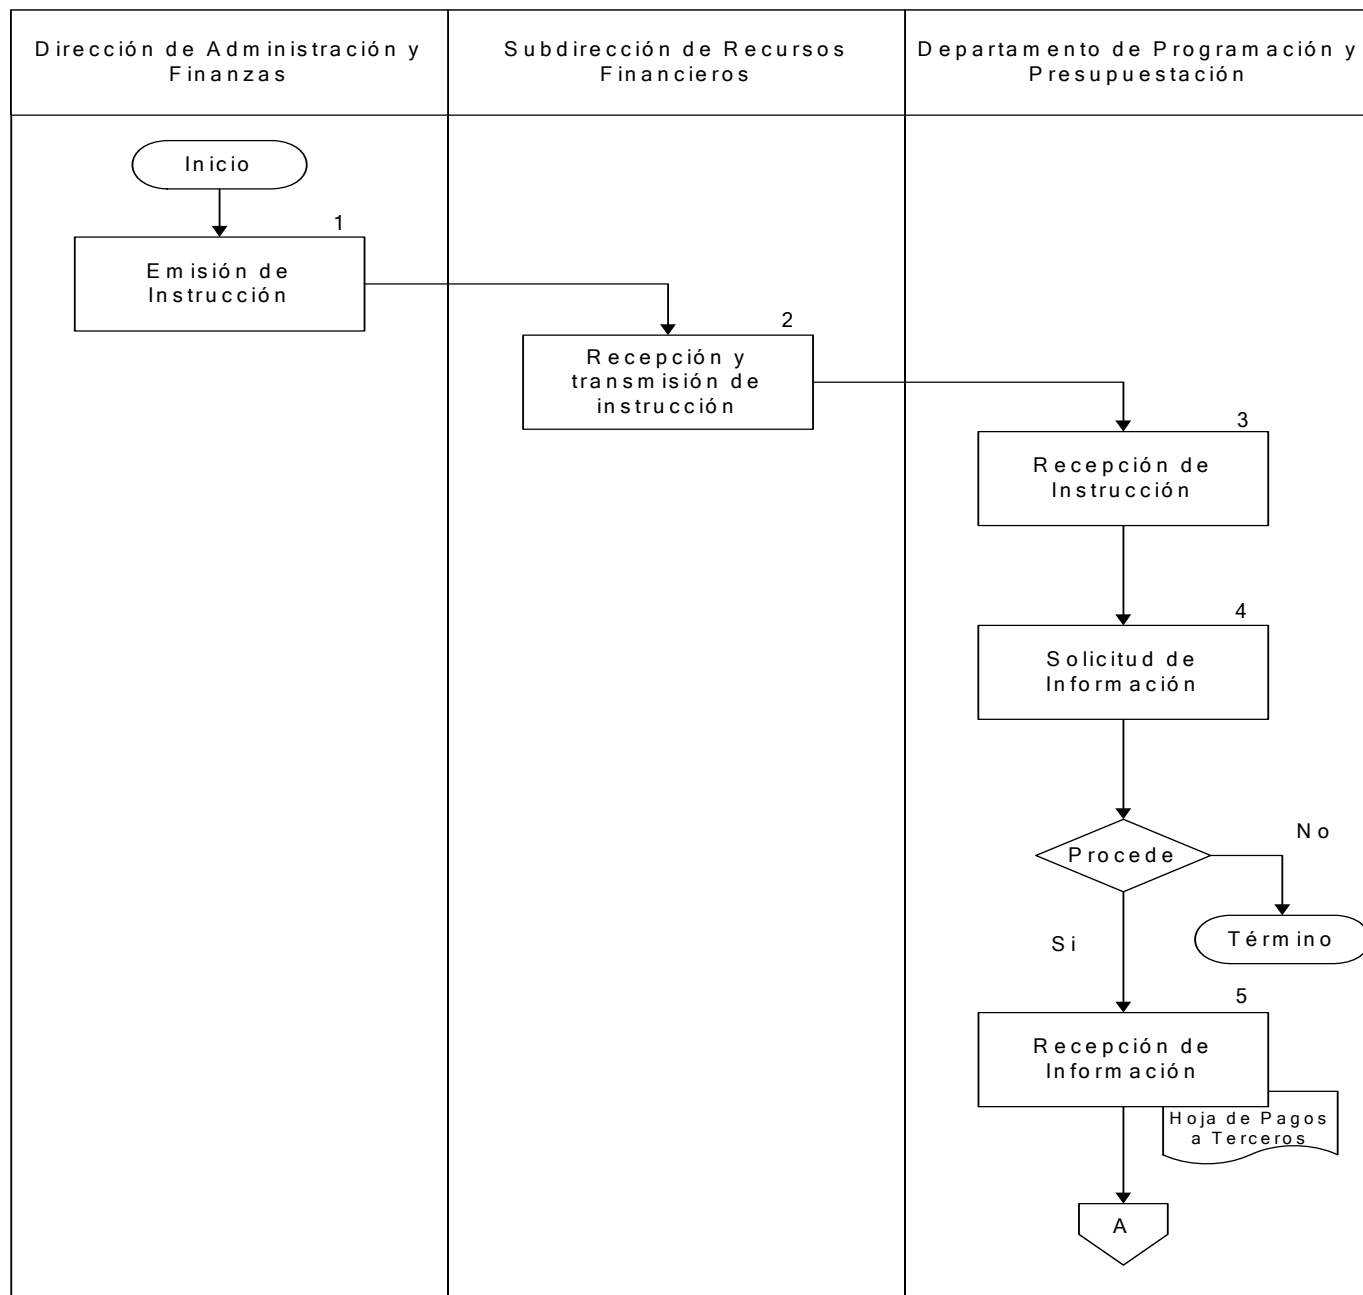 Dirección de Administración y
Finanzas
Subdirección de Recursos
Financieros
Departamento de Programación y
Presupuestación
Inicio
1
Emisión de
Instrucción
2
Recepción y
transmisión de
instrucción
3
Recepción de
Instrucción
4
Solicitud de
Información
Procede
No
Término
Si
5
Recepción de
Información
Hoja de Pagos
a Terceros
A